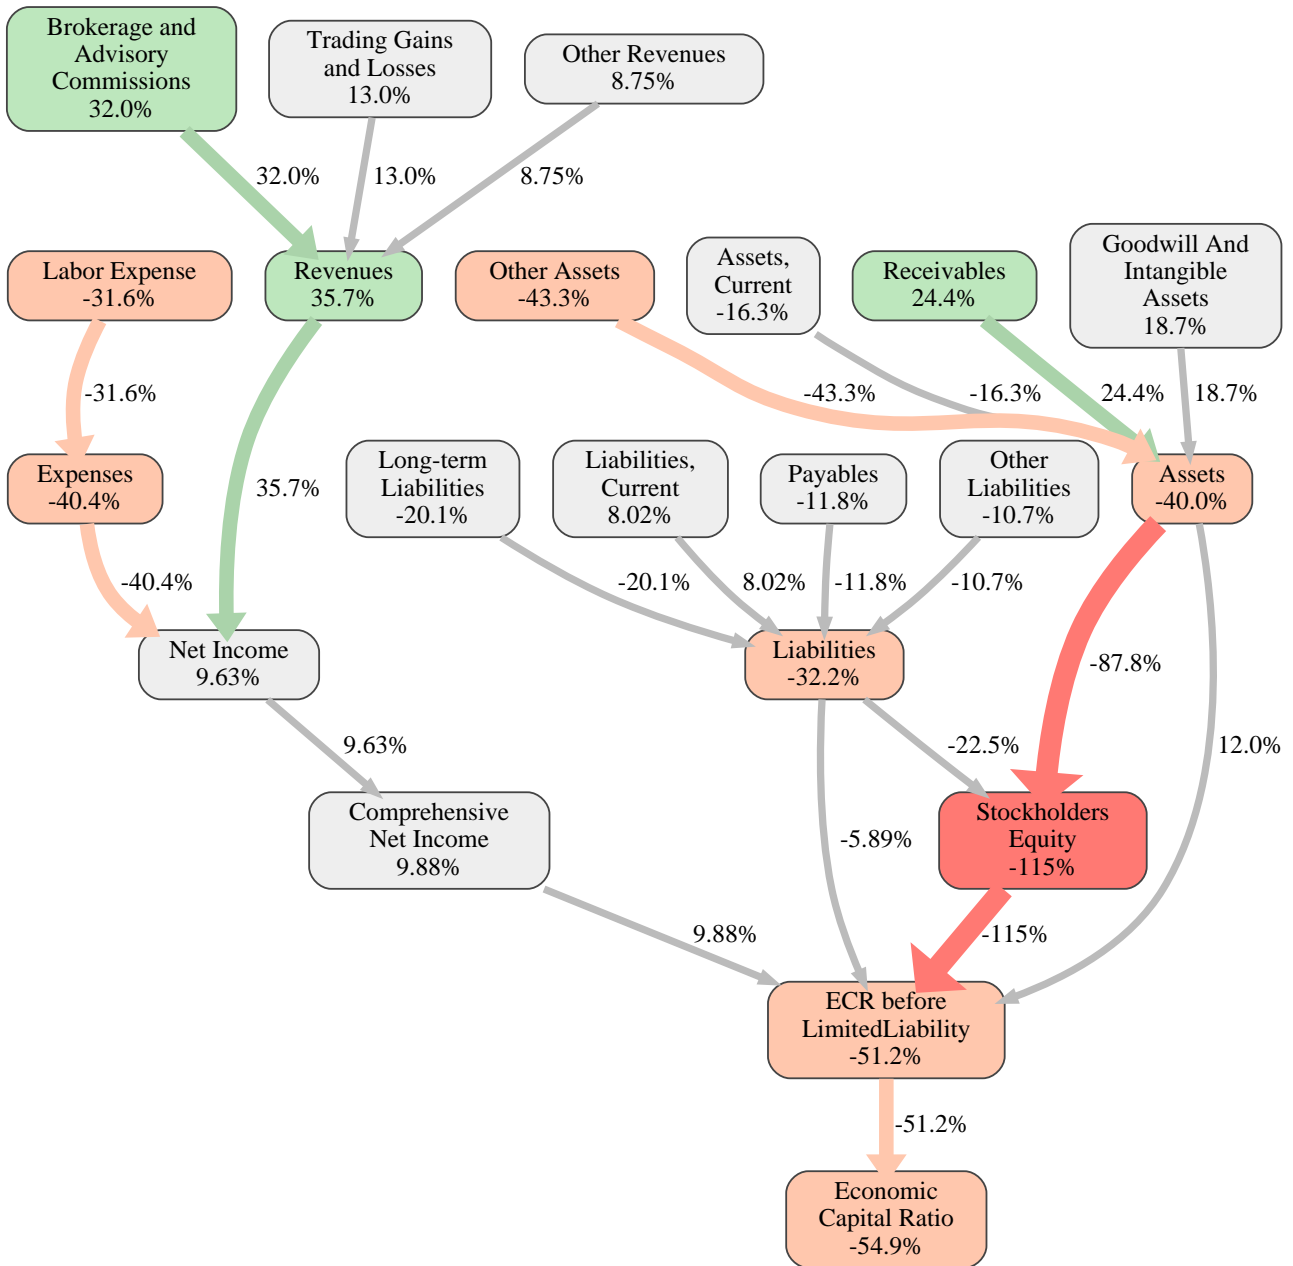 Brokerage and
Advisory
Commissions
32.0%
Trading Gains
and Losses
13.0%
Other Revenues
8.75%
32.0%
13.0%
8.75%
Labor Expense
-31.6%
Revenues
35.7%
Other Assets
-43.3%
Assets,
Current
-16.3%
Receivables
24.4%
Goodwill And
Intangible
Assets
18.7%
-31.6%
-43.3%
-16.3%
24.4%
18.7%
Expenses
-40.4%
35.7%
Long-term
Liabilities
-20.1%
Liabilities,
Current
8.02%
Payables
-11.8%
Other
Liabilities
-10.7%
Assets
-40.0%
-40.4%
-20.1%
8.02%
-11.8%
-10.7%
Net Income
9.63%
Liabilities
-32.2%
-87.8%
9.63%
-22.5%
12.0%
Comprehensive
Net Income
9.88%
-5.89%
Stockholders
Equity
-115%
9.88%
-115%
ECR before
LimitedLiability
-51.2%
-51.2%
Economic
Capital Ratio
-54.9%